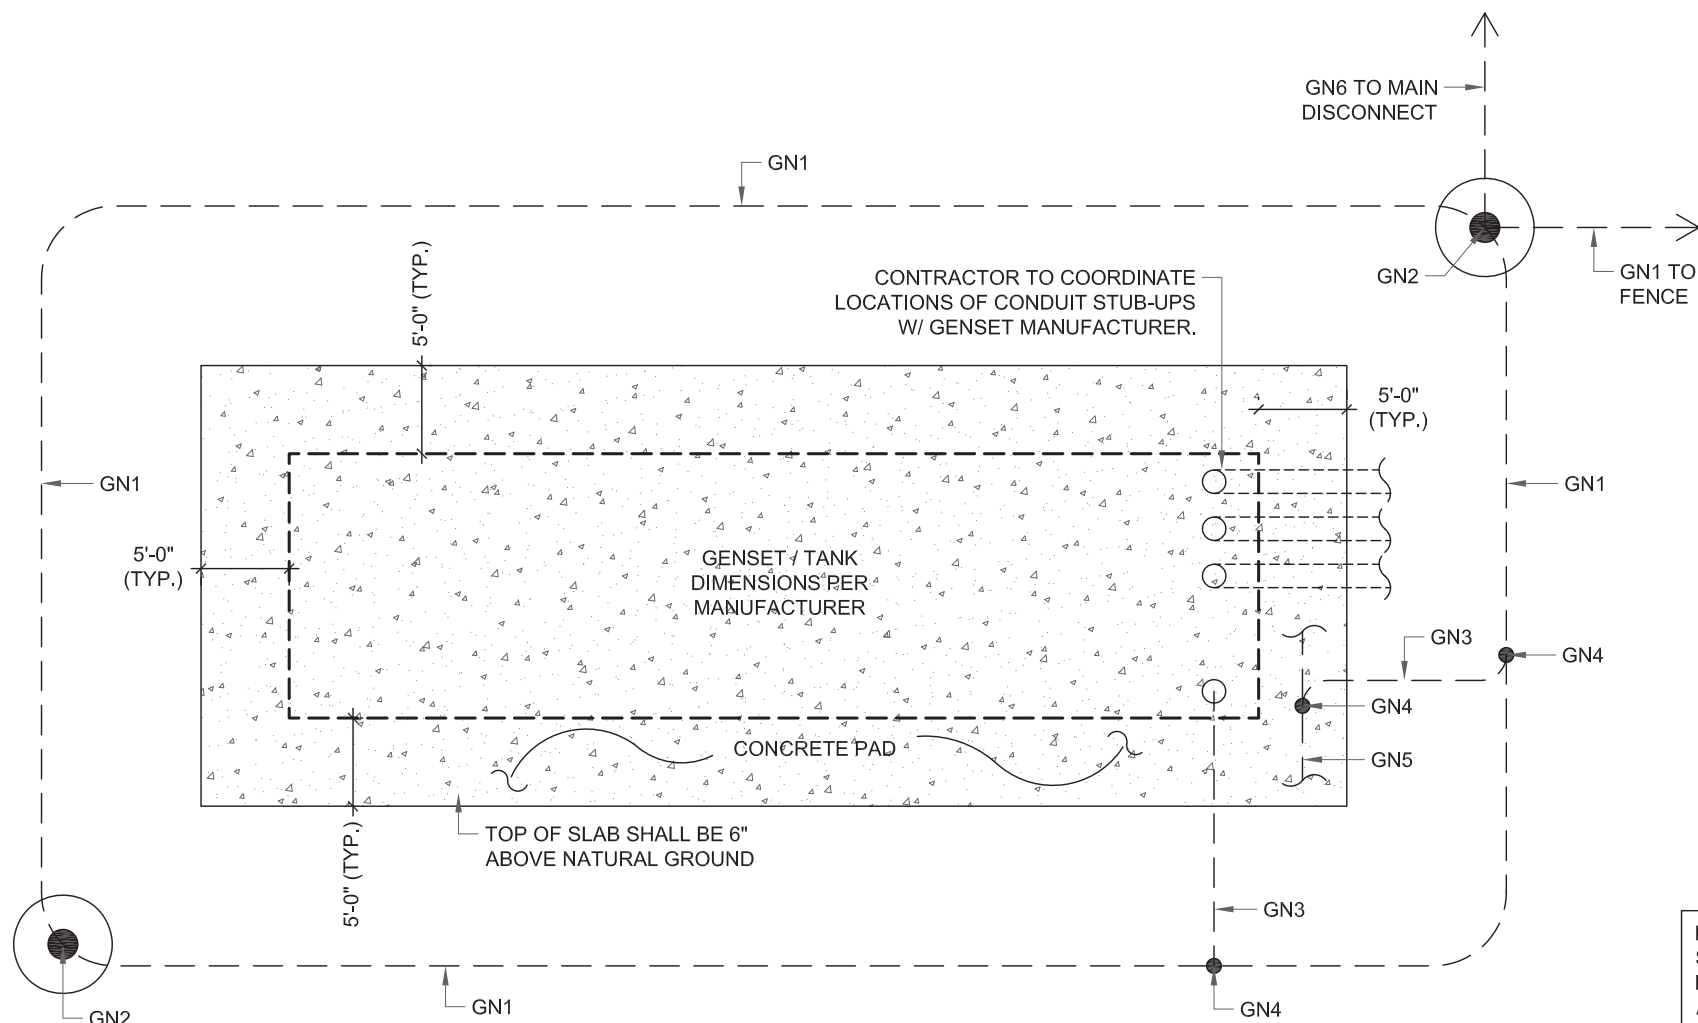 GN6 TO MAIN
DISCONNECT
GN1
GN2
GN1 TO
FENCE
5'-0" (TYP.)
CONTRACTOR TO COORDINATE
LOCATIONS OF CONDUIT STUB-UPS
W/ GENSET MANUFACTURER.
5'-0"
(TYP.)
GN1
GN1
5'-0"
(TYP.)
GENSET / TANK
DIMENSIONS PER
MANUFACTURER
GN3
GN4
GN4
CONCRETE PAD
GN5
TOP OF SLAB SHALL BE 6"
ABOVE NATURAL GROUND
5'-0" (TYP.)
GN3
GN1
GN4
GN2